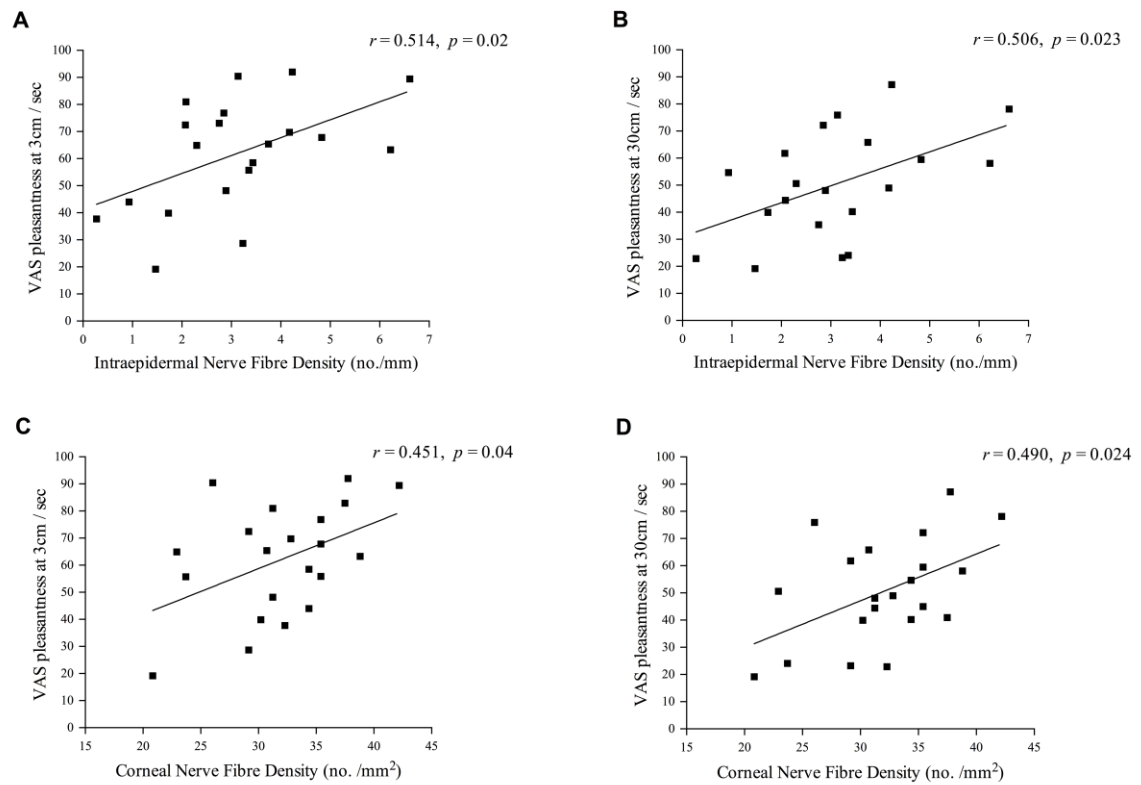 A
r = 0.514, p = 0.02
VAS pleasantness at 3cm / sec
100
90
80
70
60
50
40
30
20
10
0
0 1 2 3 4 5 6 7
Intraepidermal Nerve Fibre Density (no./mm)
B
r = 0.506, p = 0.023
VAS pleasantness at 30cm / sec
100
90
80
70
60
50
40
30
20
10
0
0 1 2 3 4 5 6 7
Intraepidermal Nerve Fibre Density (no./mm)
C
r = 0.451, p = 0.04
VAS pleasantness at 3cm / sec
100
90
80
70
60
50
40
30
20
10
0
15 20 25 30 35 40 45
Corneal Nerve Fibre Density (no. /mm²)
D
r = 0.490, p = 0.024
VAS pleasantness at 30cm / sec
100
90
80
70
60
50
40
30
20
10
0
15 20 25 30 35 40 45
Corneal Nerve Fibre Density (no. /mm²)